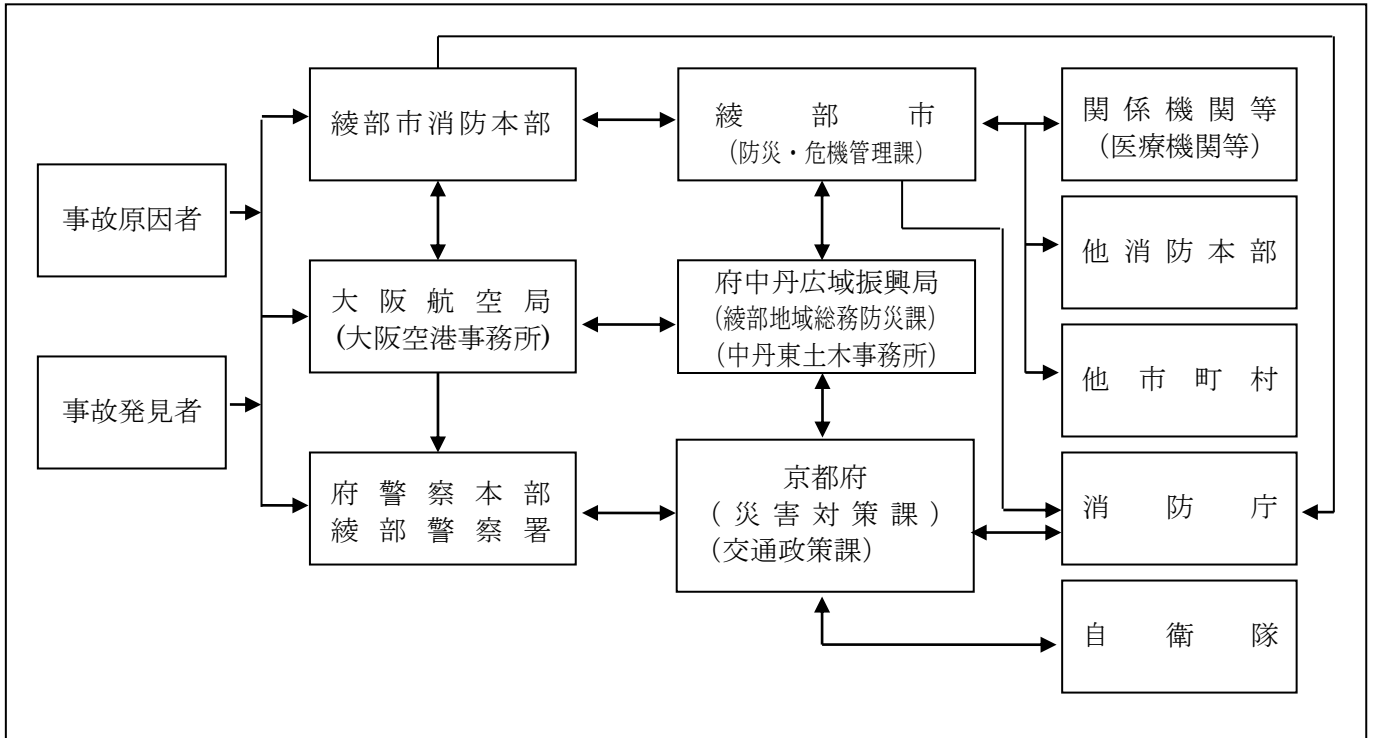 事故原因者
事故発見者
綾部市消防本部
大阪航空局
(大阪空港事務所)
府警察本部
綾部警察署
綾部市
(防災・危機管理課)
府中丹広域振興局
(綾部地域総務防災課)
(中丹東土木事務所)
京都府
(災害対策課)
(交通政策課)
関係機関等
(医療機関等)
他消防本部
他市町村
消防庁
自衛隊